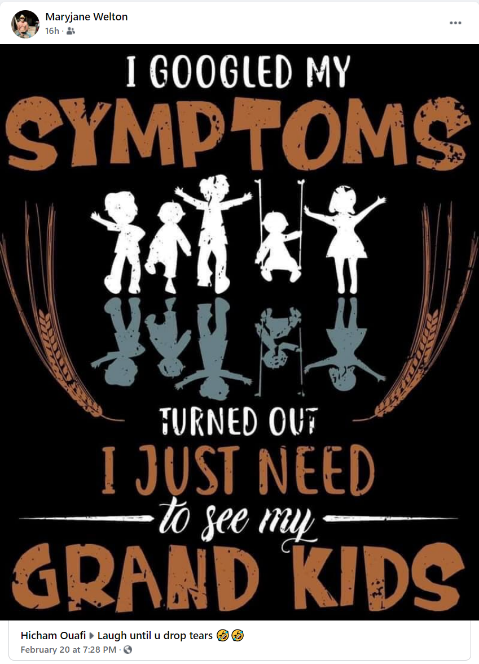 Maryjane Welton
16h ·
I GOOGLED MY
SYMPTOMS
TURNED OUT
I JUST NEED
to see my
GRAND KIDS
Hicham Ouafi ▸ Laugh until u drop tears 🤣🤣
February 20 at 7:28 PM ·